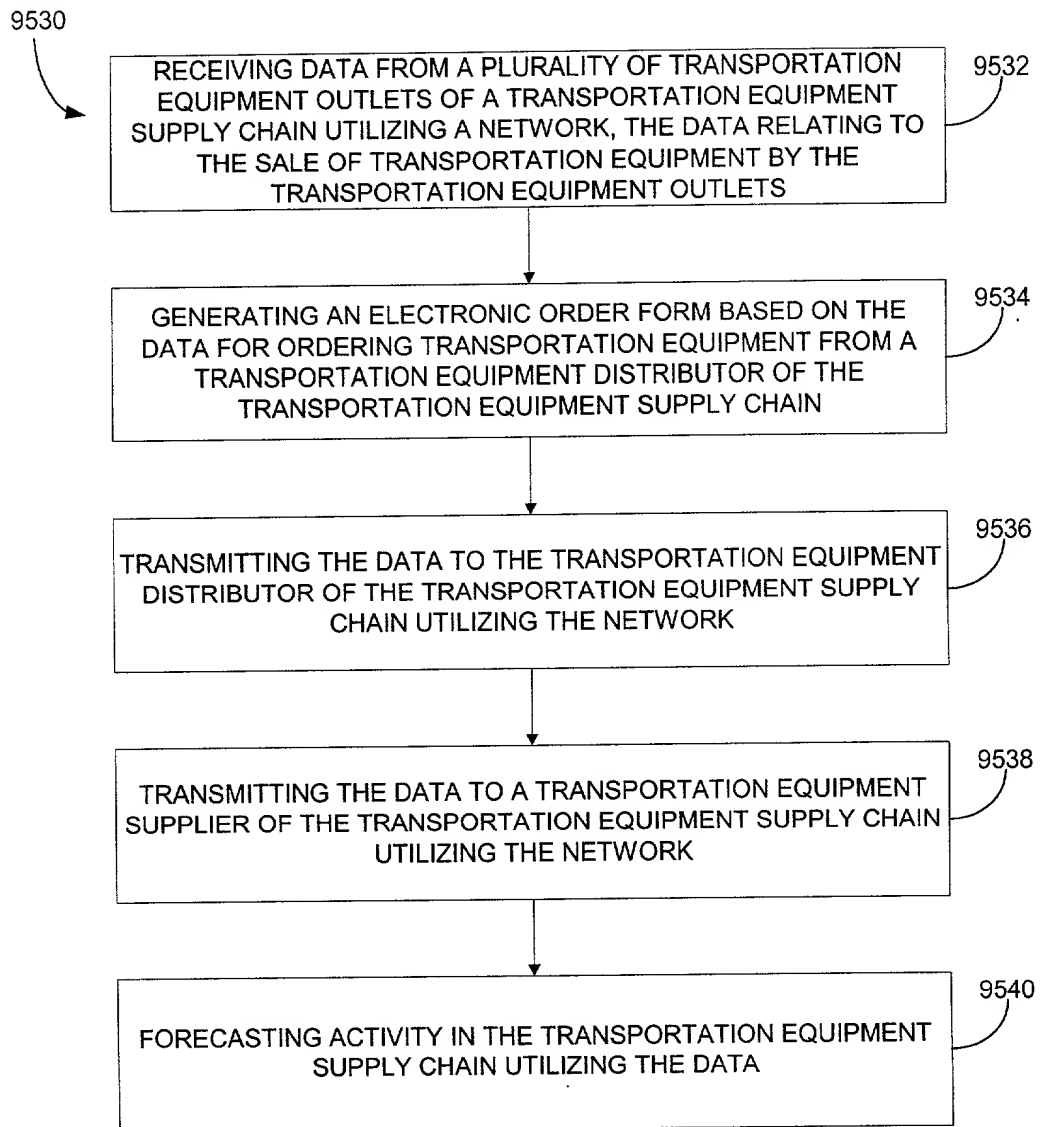 9530
RECEIVING DATA FROM A PLURALITY OF TRANSPORTATION
EQUIPMENT OUTLETS OF A TRANSPORTATION EQUIPMENT
SUPPLY CHAIN UTILIZING A NETWORK, THE DATA RELATING TO
THE SALE OF TRANSPORTATION EQUIPMENT BY THE
TRANSPORTATION EQUIPMENT OUTLETS
9532
GENERATING AN ELECTRONIC ORDER FORM BASED ON THE
DATA FOR ORDERING TRANSPORTATION EQUIPMENT FROM A
TRANSPORTATION EQUIPMENT DISTRIBUTOR OF THE
TRANSPORTATION EQUIPMENT SUPPLY CHAIN
9534
TRANSMITTING THE DATA TO THE TRANSPORTATION EQUIPMENT
DISTRIBUTOR OF THE TRANSPORTATION EQUIPMENT SUPPLY
CHAIN UTILIZING THE NETWORK
9536
TRANSMITTING THE DATA TO A TRANSPORTATION EQUIPMENT
SUPPLIER OF THE TRANSPORTATION EQUIPMENT SUPPLY CHAIN
UTILIZING THE NETWORK
9538
FORECASTING ACTIVITY IN THE TRANSPORTATION EQUIPMENT
SUPPLY CHAIN UTILIZING THE DATA
9540